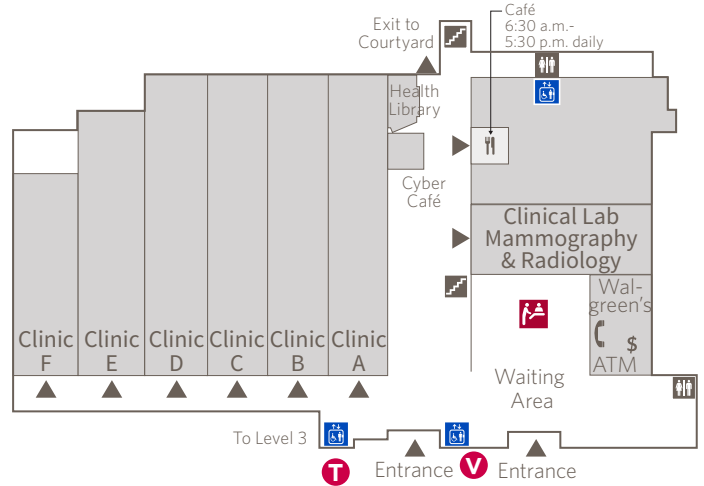 Café
6:30 a.m.-
5:30 p.m. daily
Exit to
Courtyard
Health
Library
Cyber
Café
Clinical Lab
Mammography
& Radiology
Wal-
green's
$
ATM
Clinic
F
Clinic
E
Clinic
D
Clinic
C
Clinic
B
Clinic
A
Waiting
Area
To Level 3
T
Entrance
V
Entrance